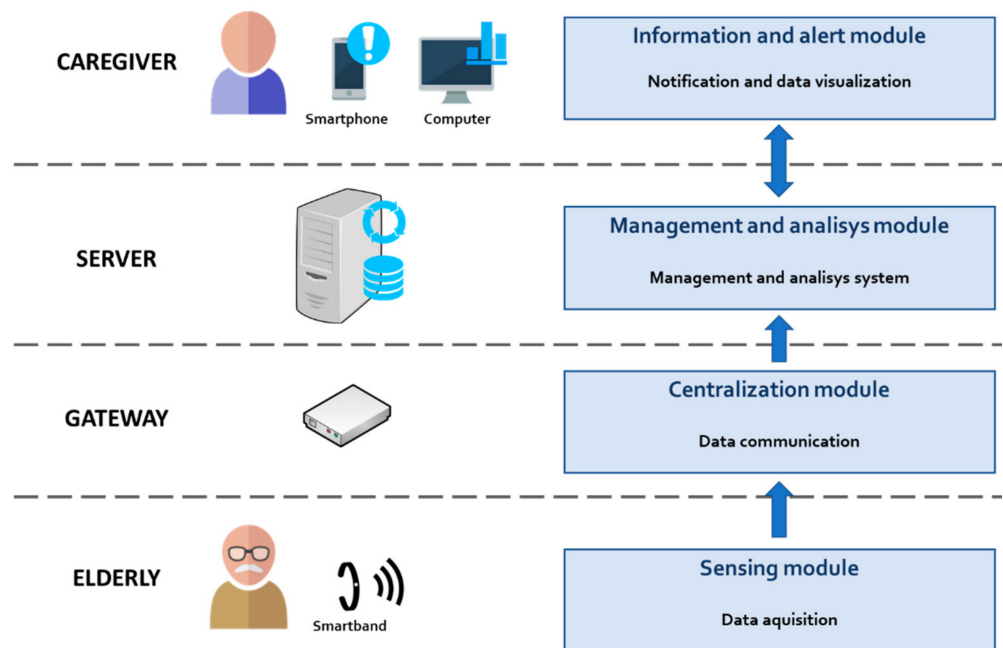 CAREGIVER
Smartphone
Computer
Information and alert module
Notification and data visualization
SERVER
Management and analisys module
Management and analisys system
GATEWAY
Centralization module
Data communication
ELDERLY
Smartband
Sensing module
Data aquisition